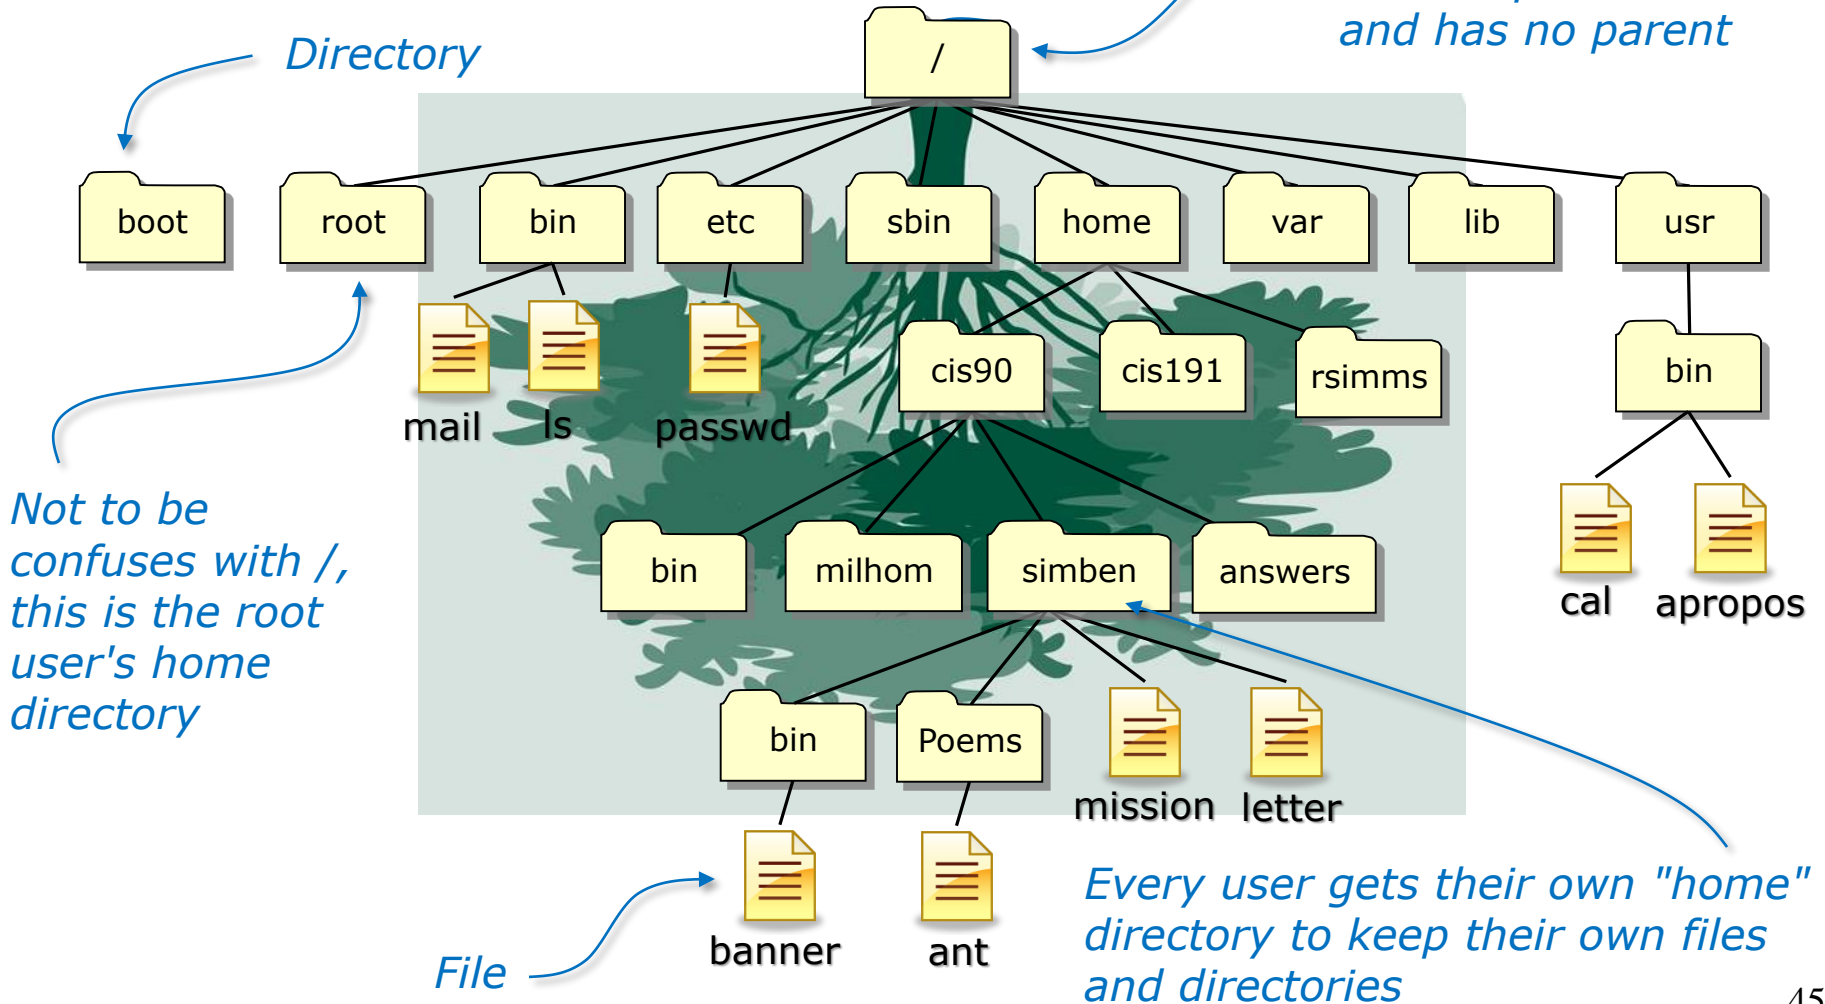 and has no parent
Directory
/
boot
root
bin
etc
sbin
home
var
lib
usr
mail
ls
passwd
cis90
cis191
rsimms
bin
Not to be
confuses with /,
this is the root
user's home
directory
bin
milhom
simben
answers
cal
apropos
bin
Poems
mission
letter
banner
ant
File
Every user gets their own "home"
directory to keep their own files
and directories
45